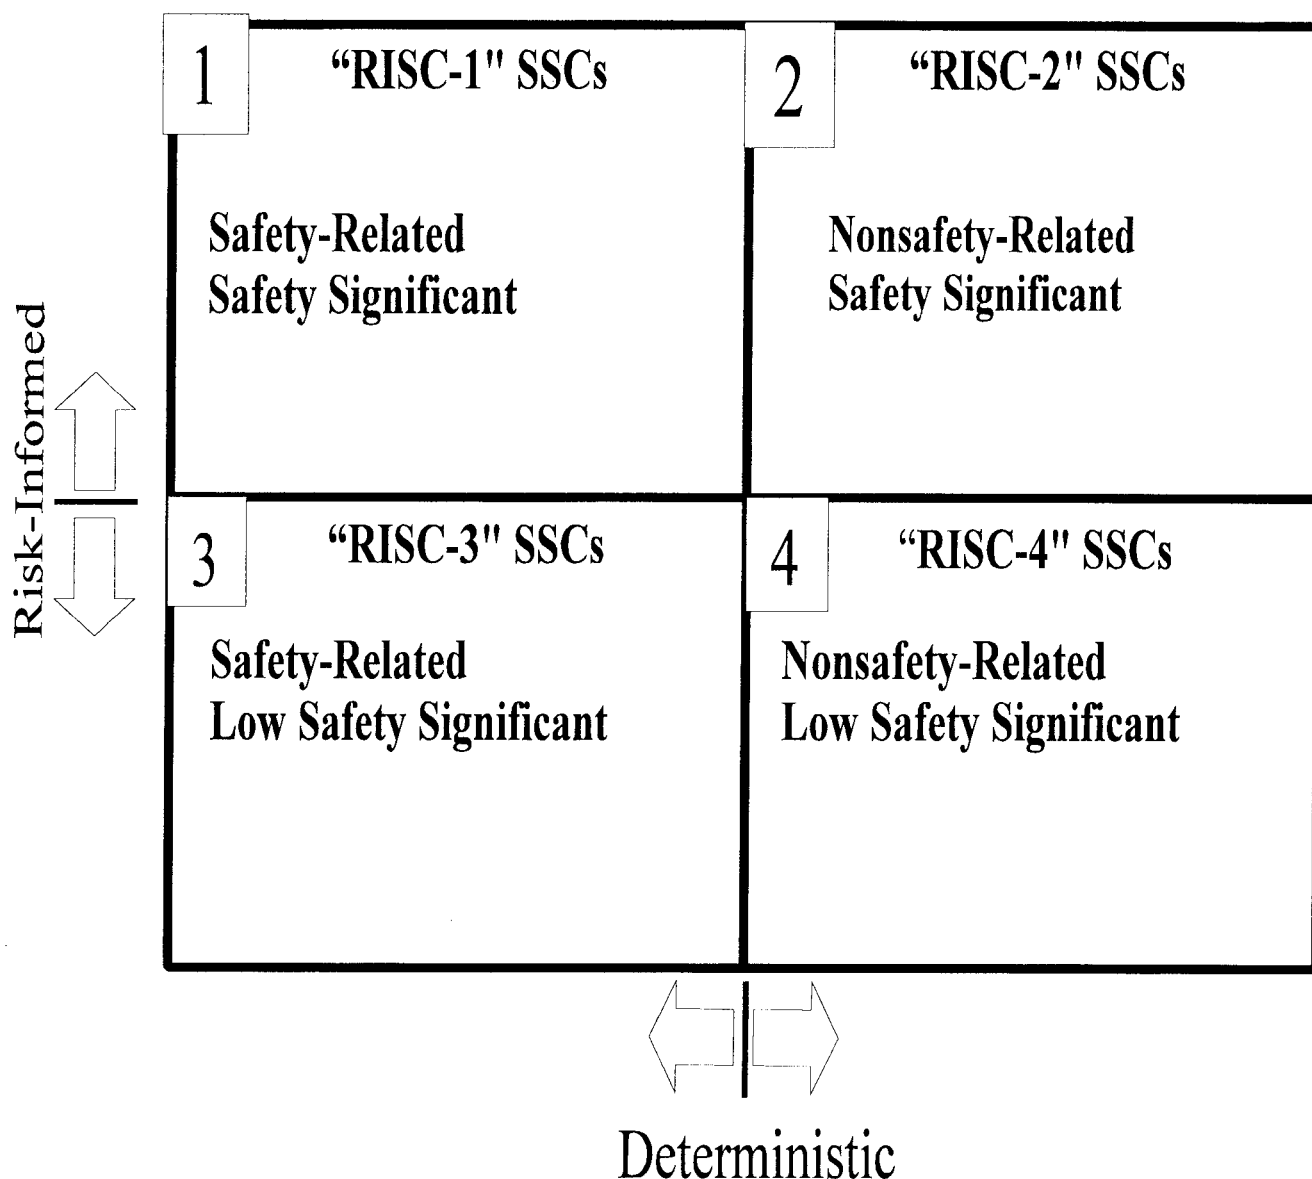 1
“RISC-1" SSCs
Safety-Related
Safety Significant
2
“RISC-2" SSCs
Nonsafety-Related
Safety Significant
Risk-Informed
3
“RISC-3" SSCs
Safety-Related
Low Safety Significant
4
“RISC-4" SSCs
Nonsafety-Related
Low Safety Significant
Deterministic